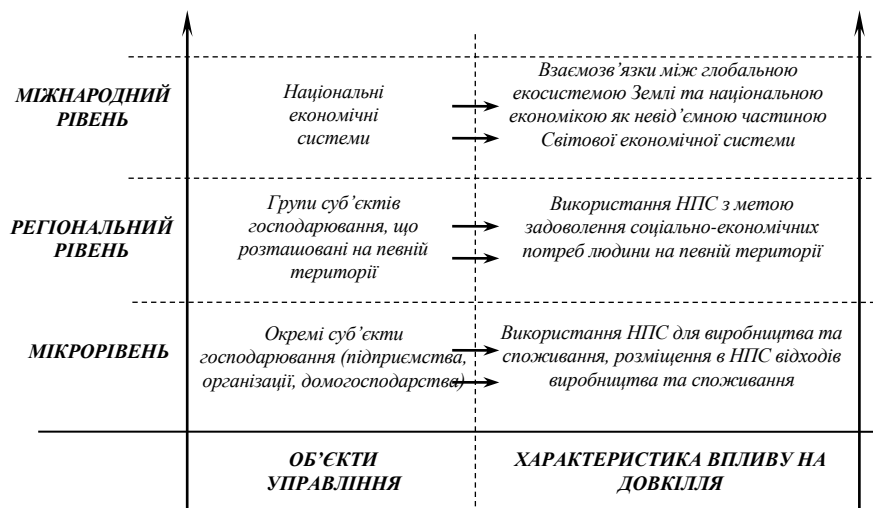 МІЖНАРОДНИЙ
РІВЕНЬ
Національні
економічні
системи
Взаємозв’язки між глобальною
екосистемою Землі та національною
економікою як невід’ємною частиною
Світової економічної системи
РЕГІОНАЛЬНИЙ
РІВЕНЬ
Групи суб’єктів
господарювання, що
розташовані на певній
території
Використання НПС з метою
задоволення соціально-економічних
потреб людини на певній території
МІКРОРІВЕНЬ
Окремі суб’єкти
господарювання (підприємства,
організації, домогосподарства)
Використання НПС для виробництва та
споживання, розміщення в НПС відходів
виробництва та споживання
ОБ’ЄКТИ
УПРАВЛІННЯ
ХАРАКТЕРИСТИКА ВПЛИВУ НА
ДОВКІЛЛЯ